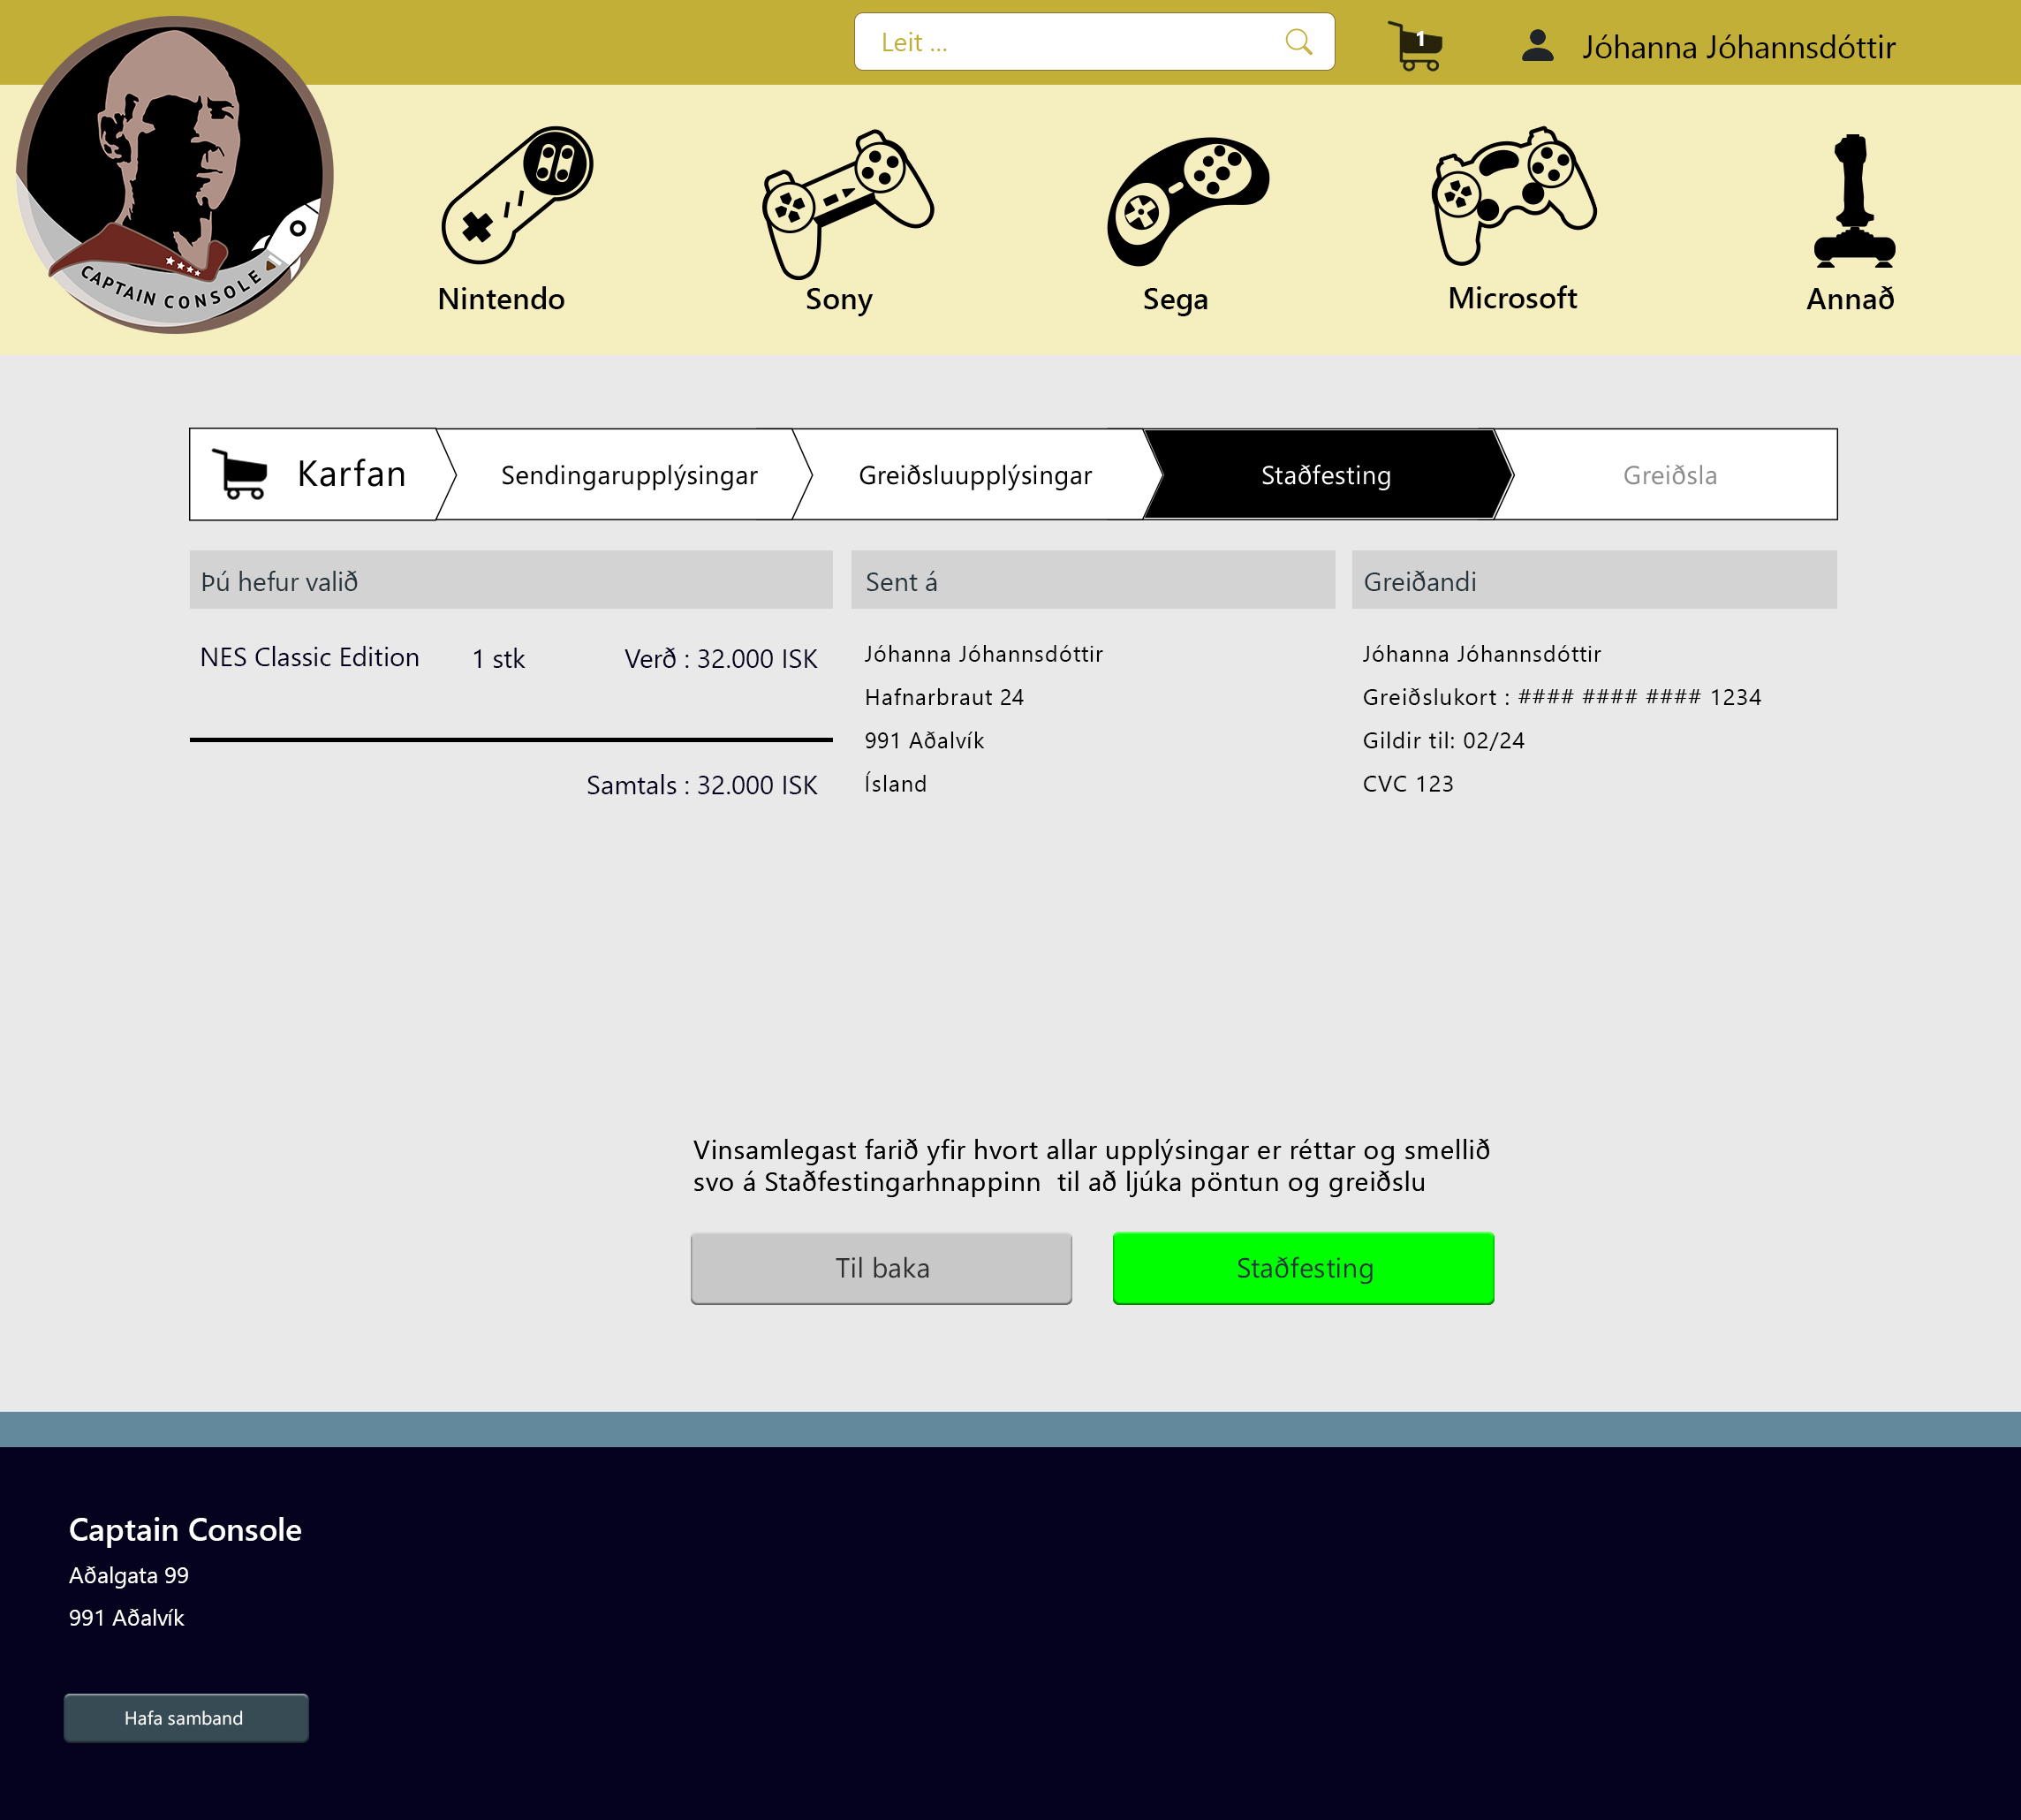 Leit ...
1
Jóhanna Jóhannsdóttir
CAPTAIN CONSOLE
Nintendo
Sony
Sega
Microsoft
Annað
Karfan
Sendingarupplýsingar
Greiðsluupplýsingar
Staðfesting
Greiðsla
Þú hefur valið
NES Classic Edition 1 stk Verð : 32.000 ISK
Samtals : 32.000 ISK
Sent á
Jóhanna Jóhannsdóttir
Hafnarbraut 24
991 Aðalvík
Ísland
Greiðandi
Jóhanna Jóhannsdóttir
Greiðslukort : #### #### #### 1234
Gildir til: 02/24
CVC 123
Vinsamlegast farið yfir hvort allar upplýsingar er réttar og smellið
svo á Staðfestingarhnappinn til að ljúka pöntun og greiðslu
Til baka
Staðfesting
Captain Console
Aðalgata 99
991 Aðalvík
Hafa samband